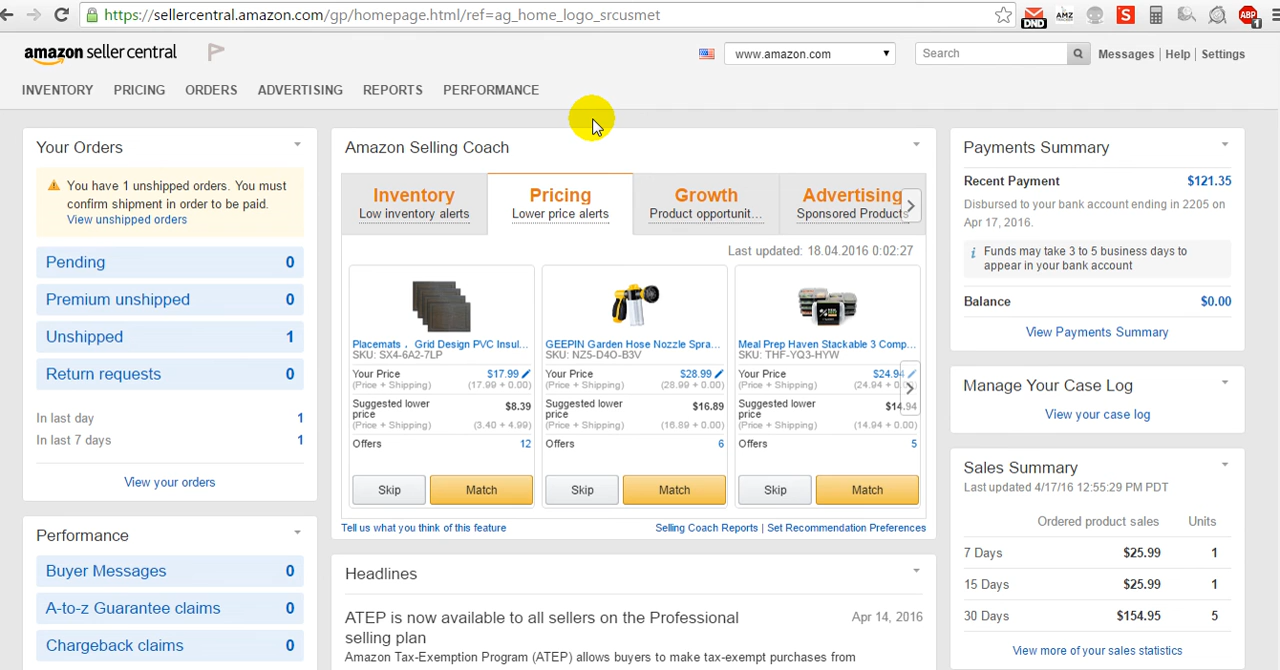 https://sellercentral.amazon.com/gp/homepage.html/ref=ag_home_logo_srcusmet
DND
AMZ
S
ABP
1
amazon seller central
www.amazon.com
Search
Messages | Help | Settings
INVENTORY PRICING ORDERS ADVERTISING REPORTS PERFORMANCE
Your Orders
You have 1 unshipped orders. You must
confirm shipment in order to be paid.
View unshipped orders
Pending 0
Premium unshipped 0
Unshipped 1
Return requests 0
In last day 1
In last 7 days 1
View your orders
Performance
Buyer Messages 0
A-to-z Guarantee claims 0
Chargeback claims 0
Amazon Selling Coach
Inventory
Low inventory alerts
Pricing
Lower price alerts
Growth
Product opportunit...
Advertising
Sponsored Products
Last updated: 18.04.2016 0:02:27
Placemats， Grid Design PVC Insul...
SKU: SX4-6A2-7LP
Your Price $17.99
(Price + Shipping) (17.99 + 0.00)
Suggested lower
price $8.39
(Price + Shipping) (3.40 + 4.99)
Offers 12
Skip Match
GEEPIN Garden Hose Nozzle Spra...
SKU: NZ5-D4O-B3V
Your Price $28.99
(Price + Shipping) (28.99 + 0.00)
Suggested lower
price $16.89
(Price + Shipping) (16.89 + 0.00)
Offers 6
Skip Match
Meal Prep Haven Stackable 3 Comp...
SKU: THF-YQ3-HYW
Your Price $24.94
(Price + Shipping) (24.94 + 0.00)
Suggested lower
price $14.94
(Price + Shipping) (14.94 + 0.00)
Offers 5
Skip Match
Tell us what you think of this feature
Selling Coach Reports | Set Recommendation Preferences
Headlines
ATEP is now available to all sellers on the Professional
selling plan
Apr 14, 2016
Amazon Tax-Exemption Program (ATEP) allows buyers to make tax-exempt purchases from
Payments Summary
Recent Payment $121.35
Disbursed to your bank account ending in 2205 on
Apr 17, 2016.
Funds may take 3 to 5 business days to
appear in your bank account
Balance $0.00
View Payments Summary
Manage Your Case Log
View your case log
Sales Summary
Last updated 4/17/16 12:55:29 PM PDT
Ordered product sales Units
7 Days $25.99 1
15 Days $25.99 1
30 Days $154.95 5
View more of your sales statistics